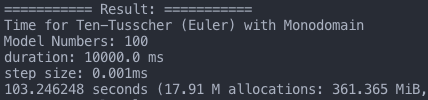 =========== Result: ===========
Time for Ten-Tusscher (Euler) with Monodomain
Model Numbers: 100
duration: 10000.0 ms
step size: 0.001ms
103.246248 seconds (17.91 M allocations: 361.365 MiB,